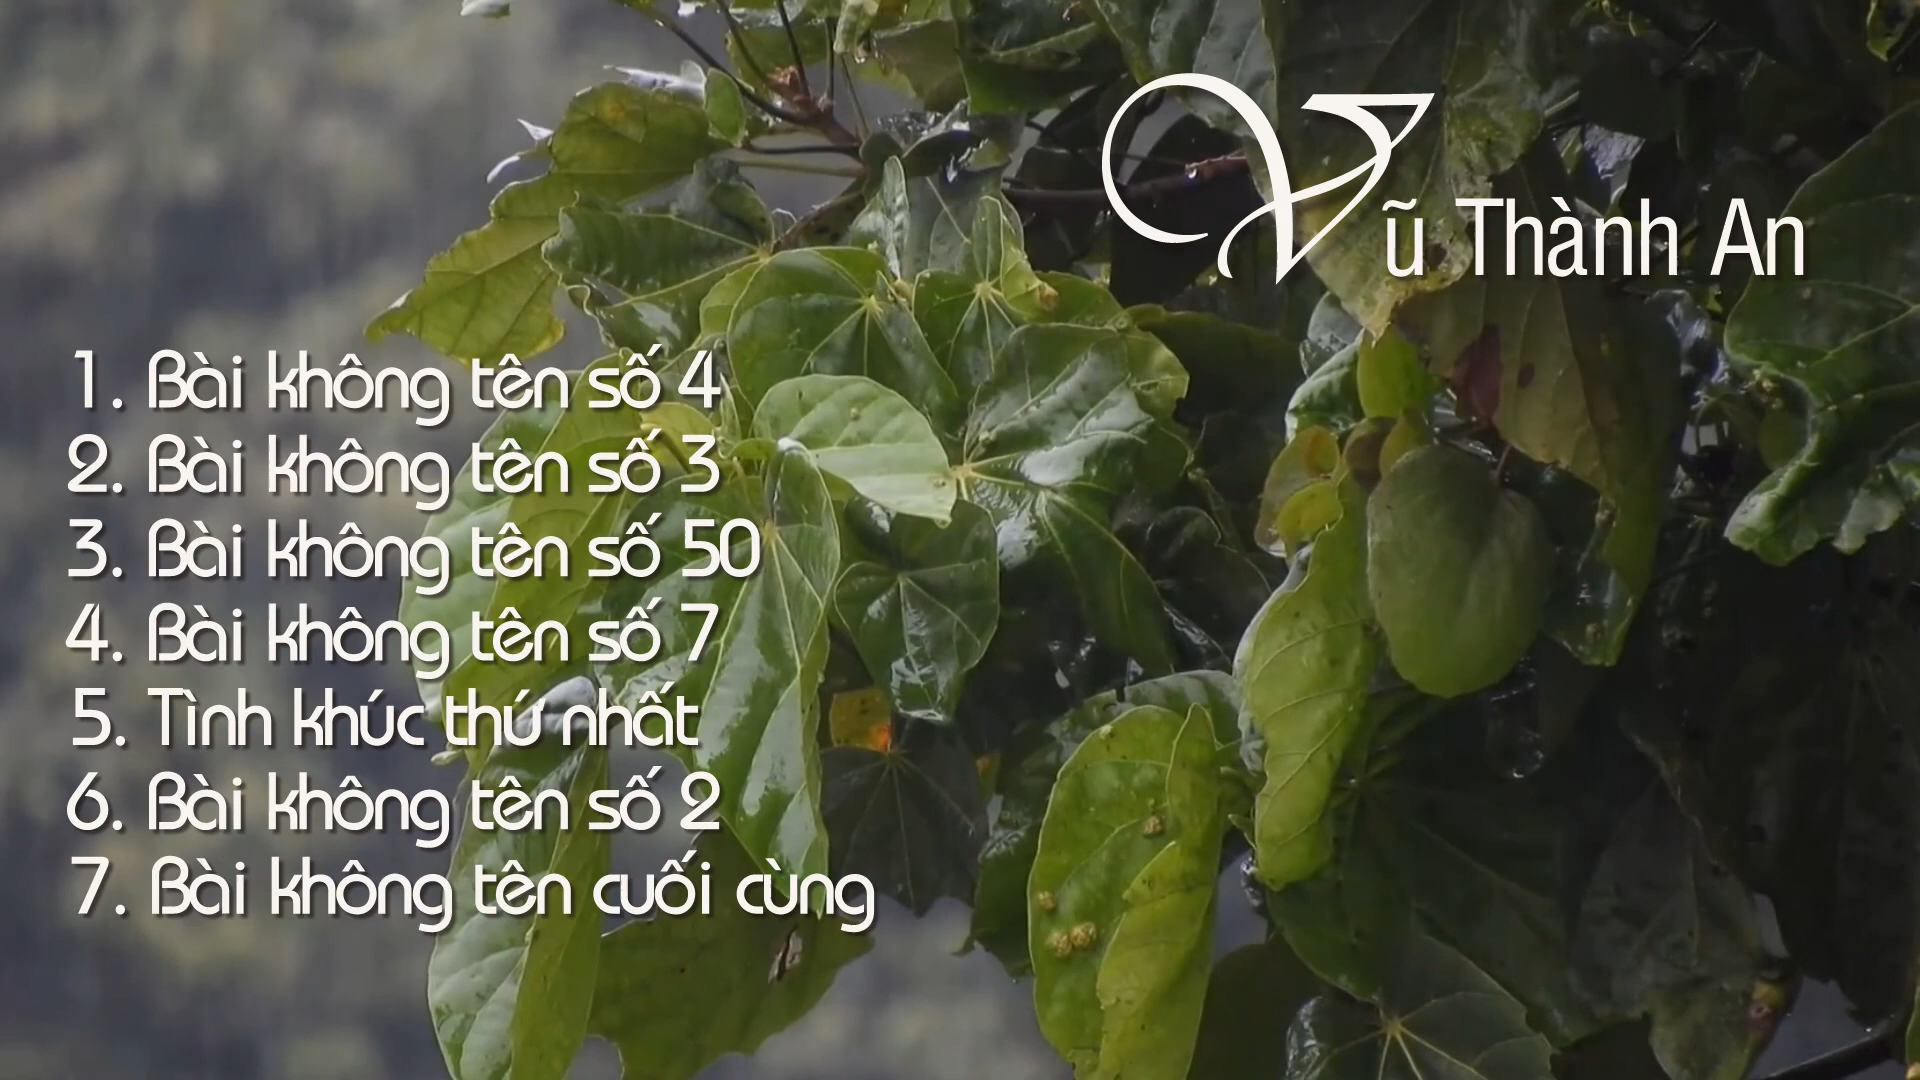 Vũ Thành An
1. Bài không tên số 4
2. Bài không tên số 3
3. Bài không tên số 50
4. Bài không tên số 7
5. Tình khúc thứ nhất
6. Bài không tên số 2
7. Bài không tên cuối cùng